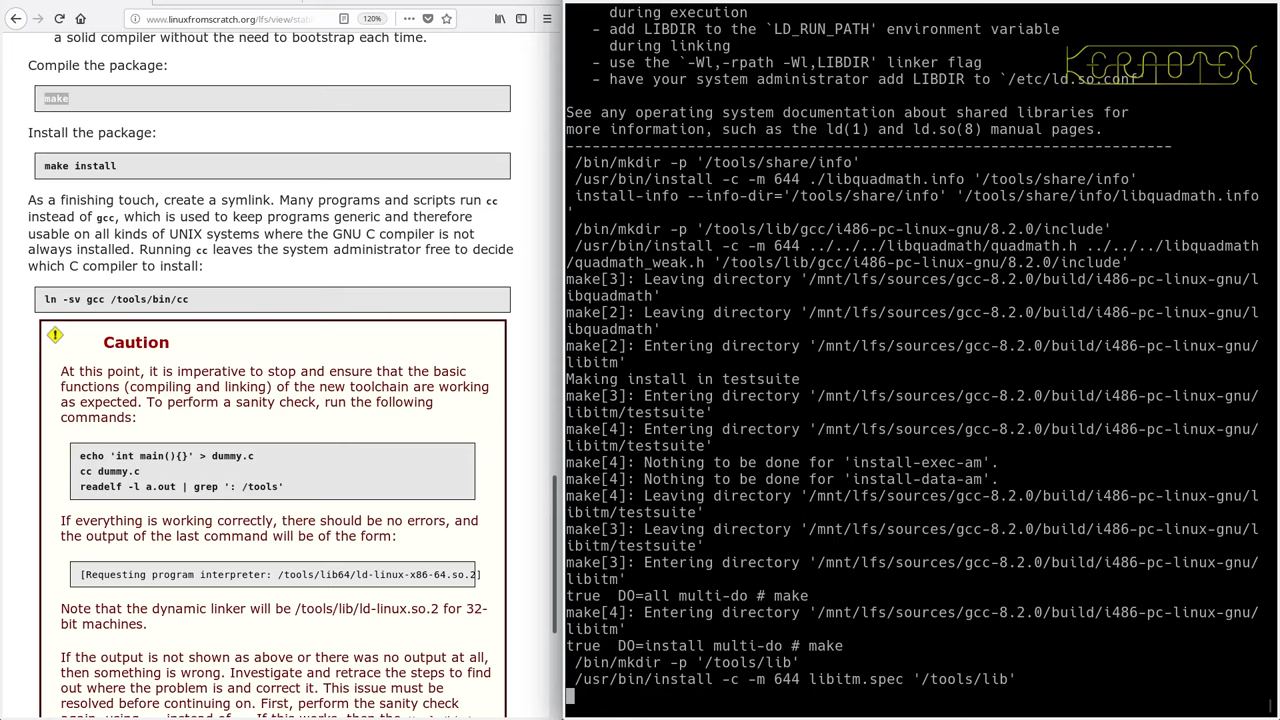 www.linuxfromscratch.org/lfs/view/stabl
120%
a solid compiler without the need to bootstrap each time.
Compile the package:
make
Install the package:
make install
As a finishing touch, create a symlink. Many programs and scripts run cc
instead of gcc, which is used to keep programs generic and therefore
usable on all kinds of UNIX systems where the GNU C compiler is not
always installed. Running cc leaves the system administrator free to decide
which C compiler to install:
ln -sv gcc /tools/bin/cc
Caution
At this point, it is imperative to stop and ensure that the basic
functions (compiling and linking) of the new toolchain are working
as expected. To perform a sanity check, run the following
commands:
echo 'int main(){}' > dummy.c
cc dummy.c
readelf -l a.out | grep ': /tools'
If everything is working correctly, there should be no errors, and
the output of the last command will be of the form:
[Requesting program interpreter: /tools/lib64/ld-linux-x86-64.so.2]
Note that the dynamic linker will be /tools/lib/ld-linux.so.2 for 32-
bit machines.
If the output is not shown as above or there was no output at all,
then something is wrong. Investigate and retrace the steps to find
out where the problem is and correct it. This issue must be
resolved before continuing on. First, perform the sanity check
during execution
- add LIBDIR to the `LD_RUN_PATH' environment variable
during linking
- use the `-Wl,-rpath -Wl,LIBDIR' linker flag
- have your system administrator add LIBDIR to `/etc/ld.so.conf'
KERNOTEX
See any operating system documentation about shared libraries for
more information, such as the ld(1) and ld.so(8) manual pages.
----------------------------------------------------------------------
/bin/mkdir -p '/tools/share/info'
/usr/bin/install -c -m 644 ./libquadmath.info '/tools/share/info'
install-info --info-dir='/tools/share/info' '/tools/share/info/libquadmath.info
'
/bin/mkdir -p '/tools/lib/gcc/i486-pc-linux-gnu/8.2.0/include'
/usr/bin/install -c -m 644 ../../../libquadmath/quadmath.h ../../../libquadmath
/quadmath_weak.h '/tools/lib/gcc/i486-pc-linux-gnu/8.2.0/include'
make[3]: Leaving directory '/mnt/lfs/sources/gcc-8.2.0/build/i486-pc-linux-gnu/l
ibquadmath'
make[2]: Leaving directory '/mnt/lfs/sources/gcc-8.2.0/build/i486-pc-linux-gnu/l
ibquadmath'
make[2]: Entering directory '/mnt/lfs/sources/gcc-8.2.0/build/i486-pc-linux-gnu/
libitm'
Making install in testsuite
make[3]: Entering directory '/mnt/lfs/sources/gcc-8.2.0/build/i486-pc-linux-gnu/
libitm/testsuite'
make[4]: Entering directory '/mnt/lfs/sources/gcc-8.2.0/build/i486-pc-linux-gnu/
libitm/testsuite'
make[4]: Nothing to be done for 'install-exec-am'.
make[4]: Nothing to be done for 'install-data-am'.
make[4]: Leaving directory '/mnt/lfs/sources/gcc-8.2.0/build/i486-pc-linux-gnu/
libitm/testsuite'
make[3]: Leaving directory '/mnt/lfs/sources/gcc-8.2.0/build/i486-pc-linux-gnu/
libitm/testsuite'
make[3]: Entering directory '/mnt/lfs/sources/gcc-8.2.0/build/i486-pc-linux-gnu/
libitm'
true  DO=all multi-do # make
make[4]: Entering directory '/mnt/lfs/sources/gcc-8.2.0/build/i486-pc-linux-gnu/
libitm'
true  DO=install multi-do # make
/bin/mkdir -p '/tools/lib'
/usr/bin/install -c -m 644 libitm.spec '/tools/lib'